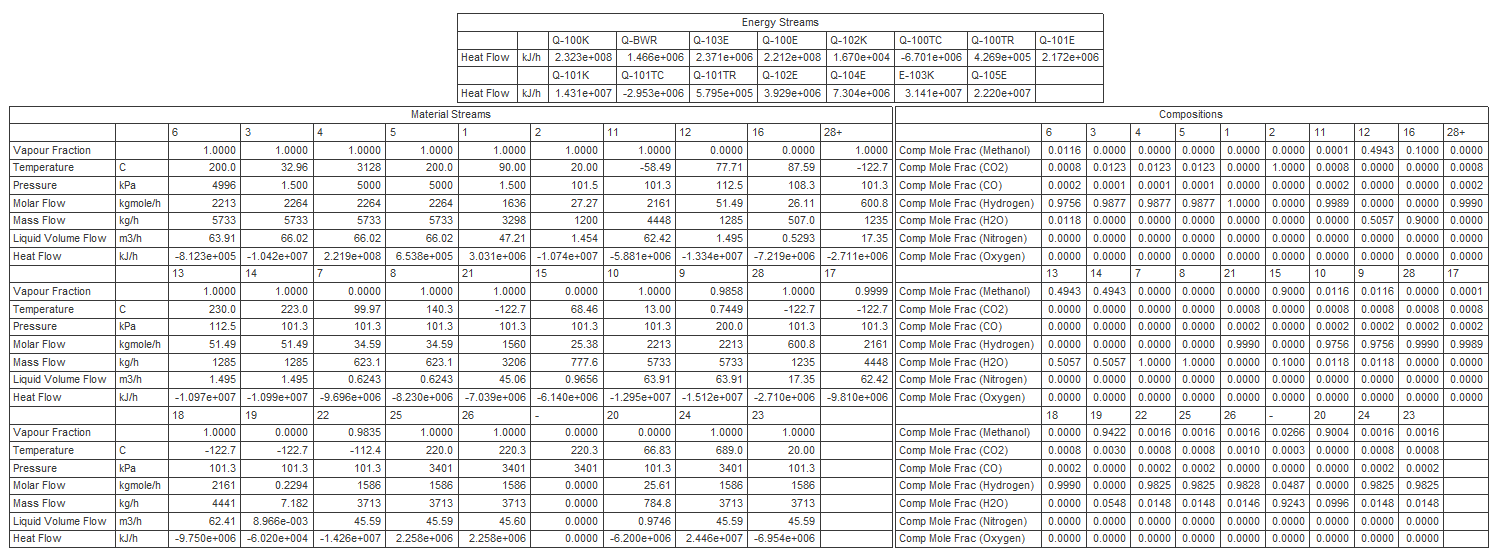 Energy Streams
Q-100K Q-BWR Q-103E Q-100E Q-102K Q-100TC Q-100TR Q-101E
Heat Flow kJ/h 2.323e+008 1.466e+006 2.371e+006 2.212e+008 1.670e+004 -6.701e+006 4.269e+005 2.172e+006
Q-101K Q-101TC Q-101TR Q-102E Q-104E E-103K Q-105E
Heat Flow kJ/h 1.431e+007 -2.953e+006 5.795e+005 3.929e+006 7.304e+006 3.141e+007 2.220e+007
Material Streams Compositions
6 3 4 5 1 2 11 12 16 28+ 6 3 4 5 1 2 11 12 16 28+
Vapour Fraction 1.0000 1.0000 1.0000 1.0000 1.0000 1.0000 1.0000 0.0000 0.0000 1.0000 Comp Mole Frac (Methanol) 0.0116 0.0000 0.0000 0.0000 0.0000 0.0000 0.0001 0.4943 0.1000 0.0000
Temperature C 200.0 32.96 3128 200.0 90.00 20.00 -58.49 77.71 87.59 -122.7 Comp Mole Frac (CO2) 0.0008 0.0123 0.0123 0.0123 0.0000 1.0000 0.0008 0.0000 0.0000 0.0008
Pressure kPa 4996 1.500 5000 5000 1.500 101.5 101.3 112.5 108.3 101.3 Comp Mole Frac (CO) 0.0002 0.0001 0.0001 0.0001 0.0000 0.0000 0.0002 0.0000 0.0000 0.0002
Molar Flow kgmole/h 2213 2264 2264 2264 1636 27.27 2161 51.49 26.11 600.8 Comp Mole Frac (Hydrogen) 0.9756 0.9877 0.9877 0.9877 1.0000 0.0000 0.9989 0.0000 0.0000 0.9990
Mass Flow kg/h 5733 5733 5733 5733 3298 1200 4448 1285 507.0 1235 Comp Mole Frac (H2O) 0.0118 0.0000 0.0000 0.0000 0.0000 0.0000 0.0000 0.5057 0.9000 0.0000
Liquid Volume Flow m3/h 63.91 66.02 66.02 66.02 47.21 1.454 62.42 1.495 0.5293 17.35 Comp Mole Frac (Nitrogen) 0.0000 0.0000 0.0000 0.0000 0.0000 0.0000 0.0000 0.0000 0.0000 0.0000
Heat Flow kJ/h -8.123e+005 -1.042e+007 2.219e+008 6.538e+005 3.031e+006 -1.074e+007 -5.881e+006 -1.334e+007 -7.219e+006 -2.711e+006 Comp Mole Frac (Oxygen) 0.0000 0.0000 0.0000 0.0000 0.0000 0.0000 0.0000 0.0000 0.0000 0.0000
13 14 7 8 21 15 10 9 28 17 13 14 7 8 21 15 10 9 28 17
Vapour Fraction 1.0000 1.0000 0.0000 1.0000 1.0000 0.0000 1.0000 0.9858 1.0000 0.9999 Comp Mole Frac (Methanol) 0.4943 0.4943 0.0000 0.0000 0.0000 0.9000 0.0116 0.0116 0.0000 0.0001
Temperature C 230.0 223.0 99.97 140.3 -122.7 68.46 13.00 0.7449 -122.7 -122.7 Comp Mole Frac (CO2) 0.0000 0.0000 0.0000 0.0000 0.0008 0.0000 0.0008 0.0008 0.0008 0.0008
Pressure kPa 112.5 101.3 101.3 101.3 101.3 101.3 101.3 200.0 101.3 101.3 Comp Mole Frac (CO) 0.0000 0.0000 0.0000 0.0000 0.0002 0.0000 0.0002 0.0002 0.0002 0.0002
Molar Flow kgmole/h 51.49 51.49 34.59 34.59 1560 25.38 2213 2213 600.8 2161 Comp Mole Frac (Hydrogen) 0.0000 0.0000 0.0000 0.0000 0.9990 0.0000 0.9756 0.9756 0.9990 0.9989
Mass Flow kg/h 1285 1285 623.1 623.1 3206 777.6 5733 5733 1235 4448 Comp Mole Frac (H2O) 0.5057 0.5057 1.0000 1.0000 0.0000 0.1000 0.0118 0.0118 0.0000 0.0000
Liquid Volume Flow m3/h 1.495 1.495 0.6243 0.6243 45.06 0.9656 63.91 63.91 17.35 62.42 Comp Mole Frac (Nitrogen) 0.0000 0.0000 0.0000 0.0000 0.0000 0.0000 0.0000 0.0000 0.0000 0.0000
Heat Flow kJ/h -1.097e+007 -1.099e+007 -9.696e+006 -8.230e+006 -7.039e+006 -6.140e+006 -1.295e+007 -1.512e+007 -2.710e+006 -9.810e+006 Comp Mole Frac (Oxygen) 0.0000 0.0000 0.0000 0.0000 0.0000 0.0000 0.0000 0.0000 0.0000 0.0000
18 19 22 25 26 - 20 24 23 18 19 22 25 26 - 20 24 23
Vapour Fraction 1.0000 0.0000 0.9835 1.0000 1.0000 0.0000 0.0000 1.0000 1.0000 Comp Mole Frac (Methanol) 0.0000 0.9422 0.0016 0.0016 0.0016 0.0266 0.9004 0.0016 0.0016
Temperature C -122.7 -122.7 -112.4 220.0 220.3 220.3 66.83 689.0 20.00 Comp Mole Frac (CO2) 0.0008 0.0030 0.0008 0.0008 0.0010 0.0003 0.0000 0.0008 0.0008
Pressure kPa 101.3 101.3 101.3 3401 3401 3401 101.3 3401 101.3 Comp Mole Frac (CO) 0.0002 0.0000 0.0002 0.0002 0.0000 0.0000 0.0000 0.0002 0.0002
Molar Flow kgmole/h 2161 0.2294 1586 1586 1586 0.0000 25.61 1586 1586 Comp Mole Frac (Hydrogen) 0.9990 0.0000 0.9825 0.9825 0.9828 0.0487 0.0000 0.9825 0.9825
Mass Flow kg/h 4441 7.182 3713 3713 3713 0.0000 784.8 3713 3713 Comp Mole Frac (H2O) 0.0000 0.0548 0.0148 0.0148 0.0146 0.9243 0.0996 0.0148 0.0148
Liquid Volume Flow m3/h 62.41 8.966e-003 45.59 45.59 45.60 0.0000 0.9746 45.59 45.59 Comp Mole Frac (Nitrogen) 0.0000 0.0000 0.0000 0.0000 0.0000 0.0000 0.0000 0.0000 0.0000
Heat Flow kJ/h -9.750e+006 -6.020e+004 -1.426e+007 2.258e+006 2.258e+006 0.0000 -6.200e+006 2.446e+007 -6.954e+006 Comp Mole Frac (Oxygen) 0.0000 0.0000 0.0000 0.0000 0.0000 0.0000 0.0000 0.0000 0.0000